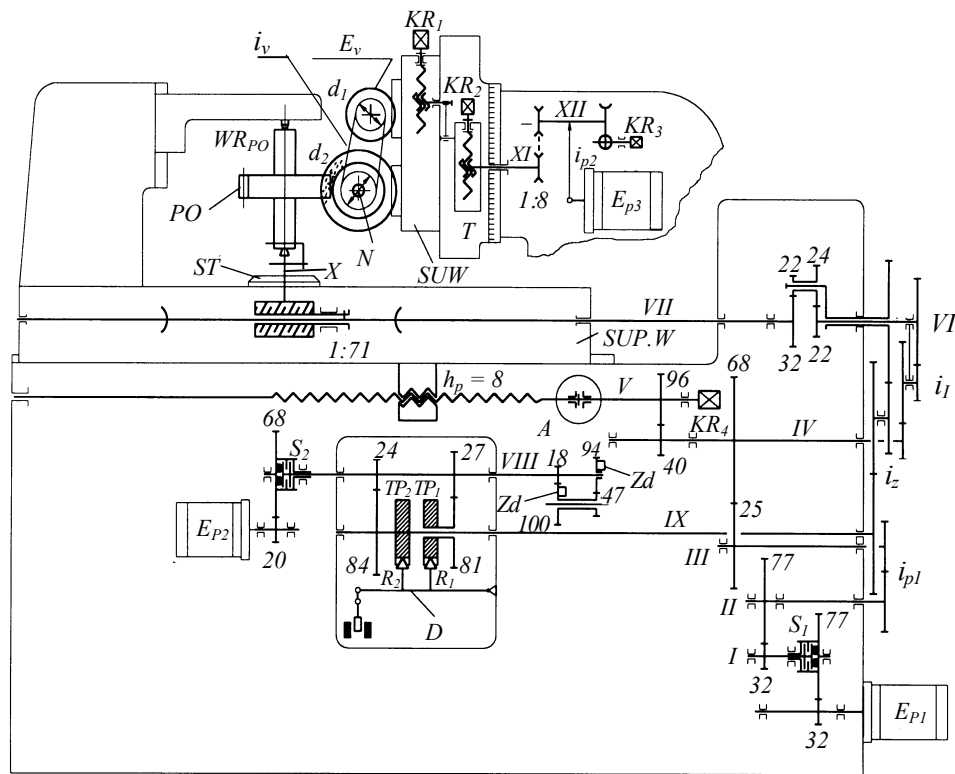 KR1
Ev
iv
KR2
d1
XII
WRPO
KR3
d2
XI
ip2
Ep3
PO
1:8
T
N
SUW
ST
X
22 24
VII
VI
SUP.W
32 22
1:71
68
hp = 8
96
V
iI
A
KR4
IV
68
S2
24
27
VIII
18
94
40
TP2 TP1
Zd
Zd
47
iz
25
EP2
100
IX
20
III
84
R2
R1
81
ip1
77
D
II
S1
77
I
32
EP1
32